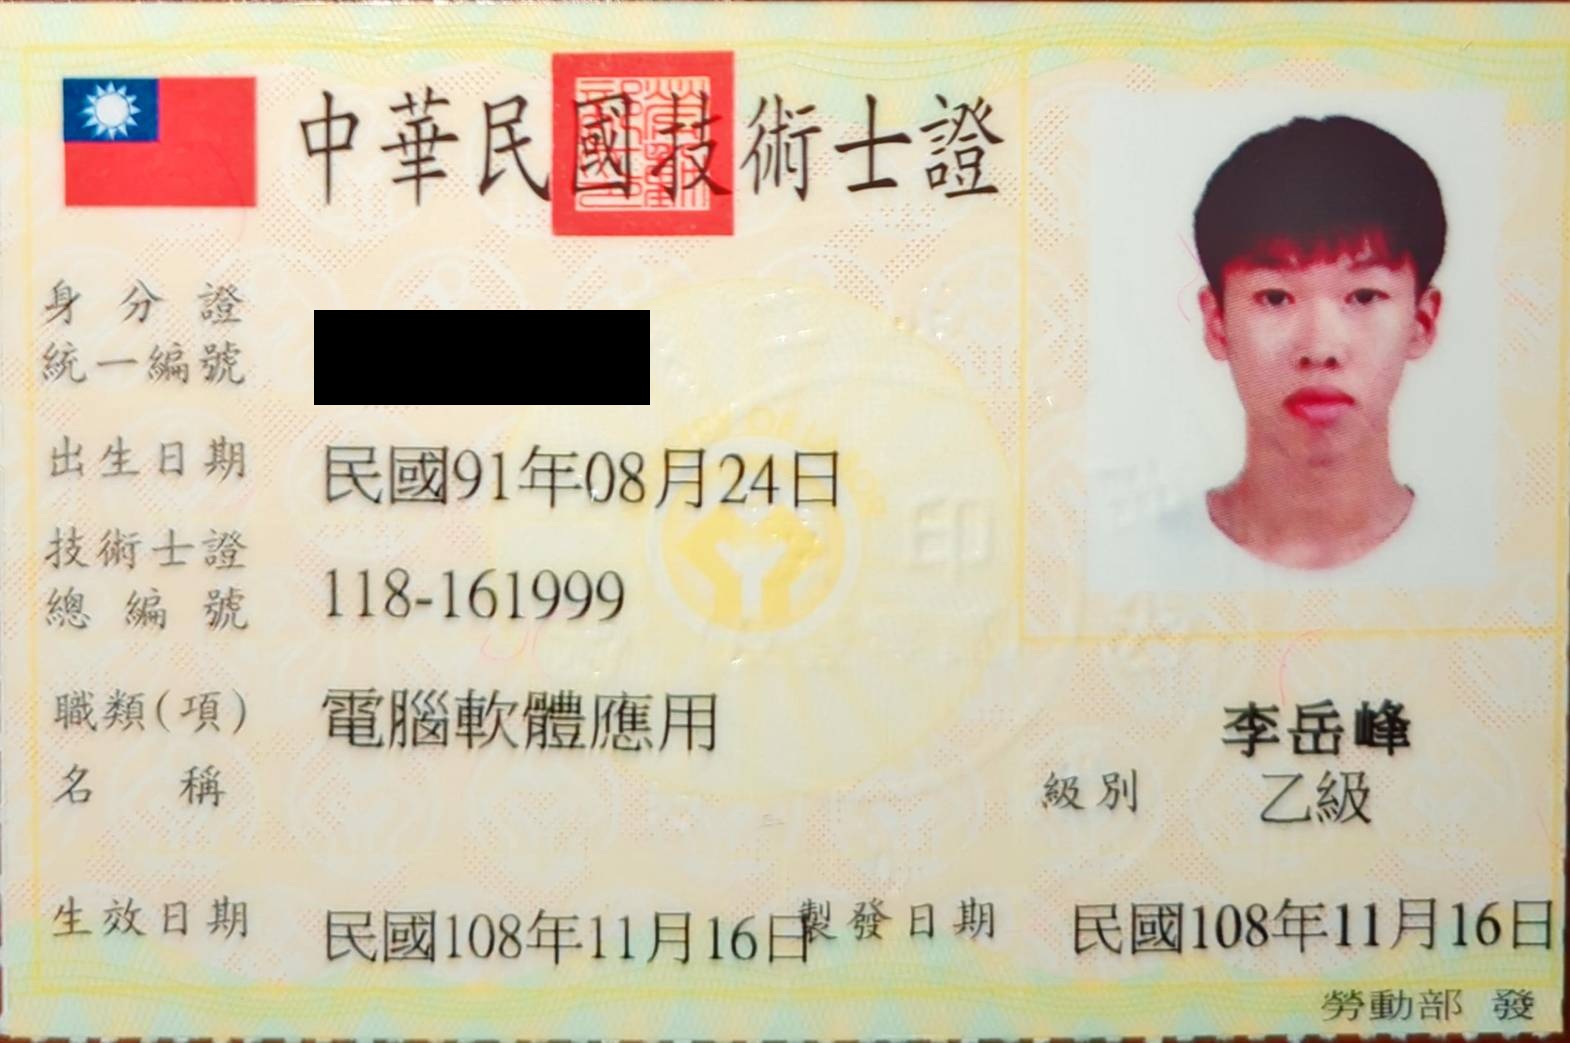 中華民國技術士證
身分證
統一編號
出生日期 民國91年08月24日
技術士證
總編號 118-161999
職類(項) 電腦軟體應用
名稱
李岳峰
級別 乙級
生效日期 民國108年11月16日 製發日期 民國108年11月16日
勞動部 發